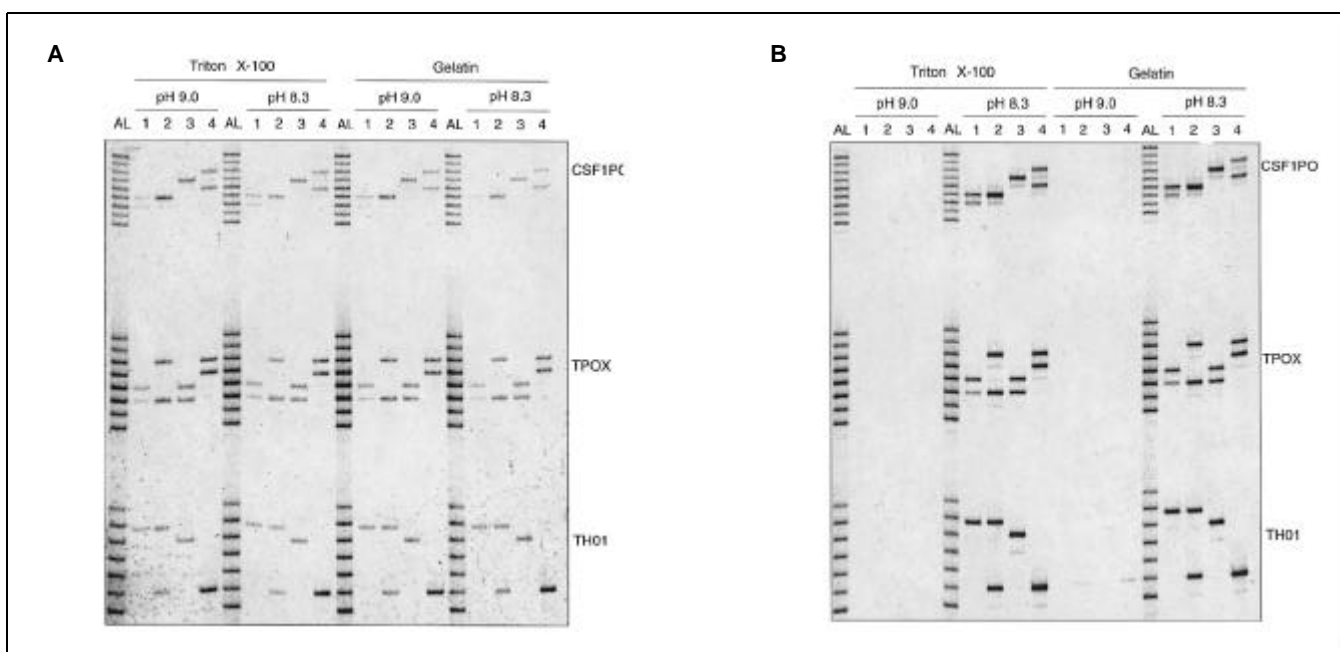 A
Triton X-100 Gelatin
pH 9.0 pH 8.3 pH 9.0 pH 8.3
AL 1 2 3 4 AL 1 2 3 4 AL 1 2 3 4 AL 1 2 3 4
CSF1PC
TPOX
TH01
B
Triton X-100 Gelatin
pH 9.0 pH 8.3 pH 9.0 pH 8.3
AL 1 2 3 4 AL 1 2 3 4 1 2 3 4 AL 1 2 3 4
CSF1PO
TPOX
TH01